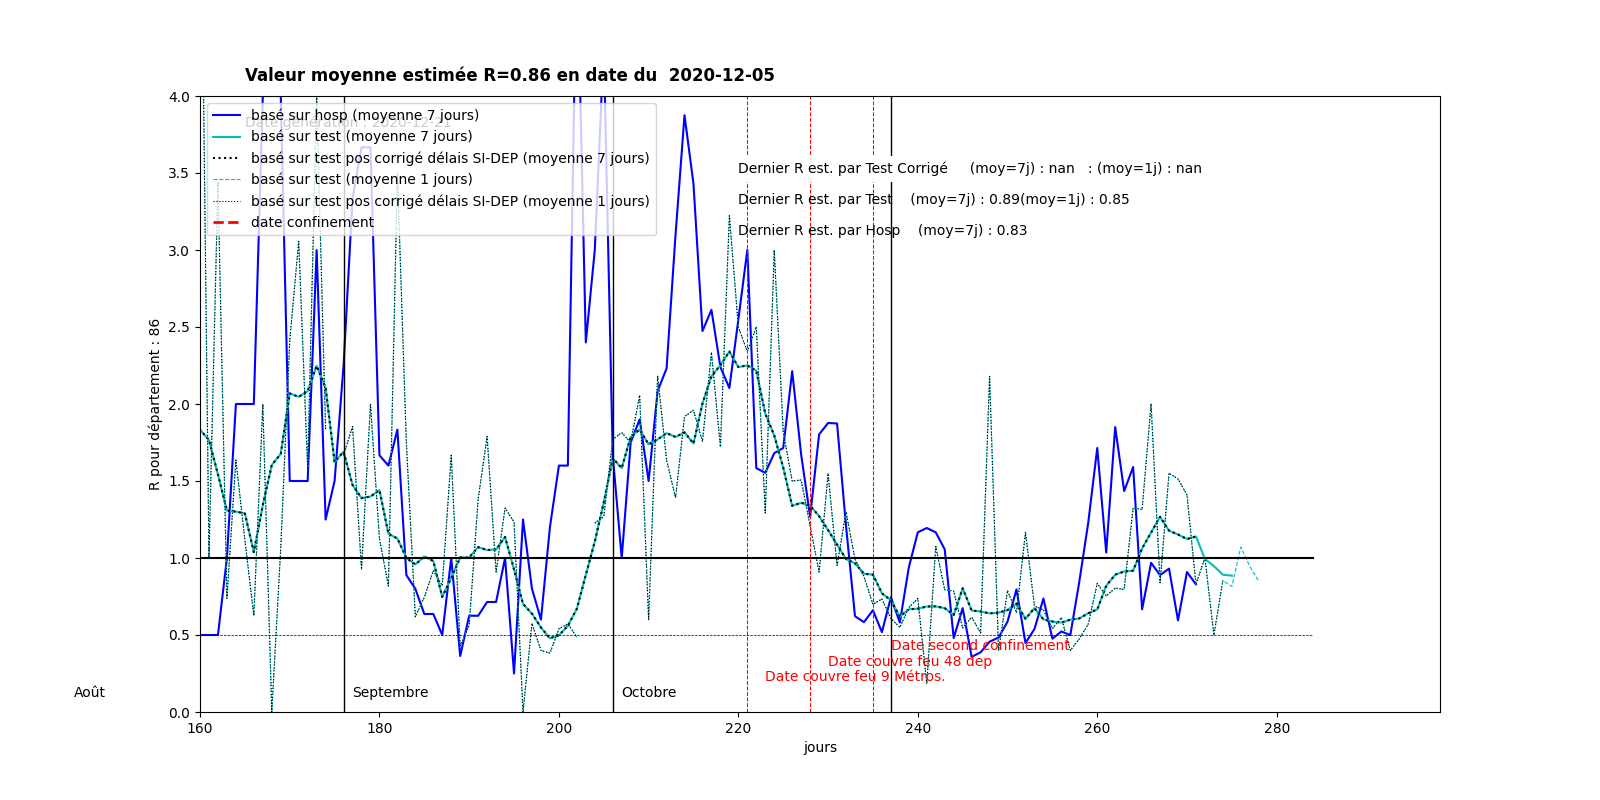 Valeur moyenne estimée R=0.86 en date du  2020-12-05
4.0
3.5
3.0
2.5
2.0
1.5
1.0
0.5
0.0
R pour département : 86
Date génération : 2020-12-21
basé sur hosp (moyenne 7 jours)
basé sur test (moyenne 7 jours)
basé sur test pos corrigé délais SI-DEP (moyenne 7 jours)
basé sur test (moyenne 1 jours)
basé sur test pos corrigé délais SI-DEP (moyenne 1 jours)
date confinement
Dernier R est. par Test Corrigé     (moy=7j) : nan   : (moy=1j) : nan
Dernier R est. par Test    (moy=7j) : 0.89(moy=1j) : 0.85
Dernier R est. par Hosp    (moy=7j) : 0.83
Date second confinement
Date couvre feu 48 dep
Date couvre feu 9 Métros.
Août
Septembre
Octobre
160 180 200 220 240 260 280
jours